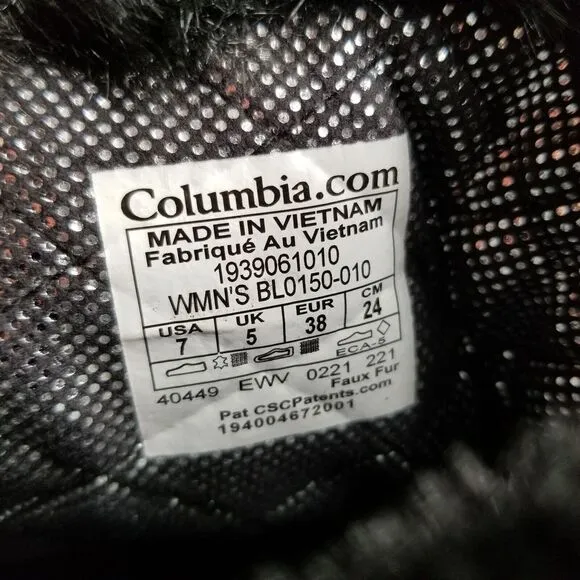 Columbia.com
MADE IN VIETNAM
Fabriqué Au Vietnam
1939061010
WMN'S BL0150-010
USA UK EUR CM
7 5 38 24
ECA-5
40449 EWV 0221 221
Faux Fur
Pat CSCPatents.com
194004672001